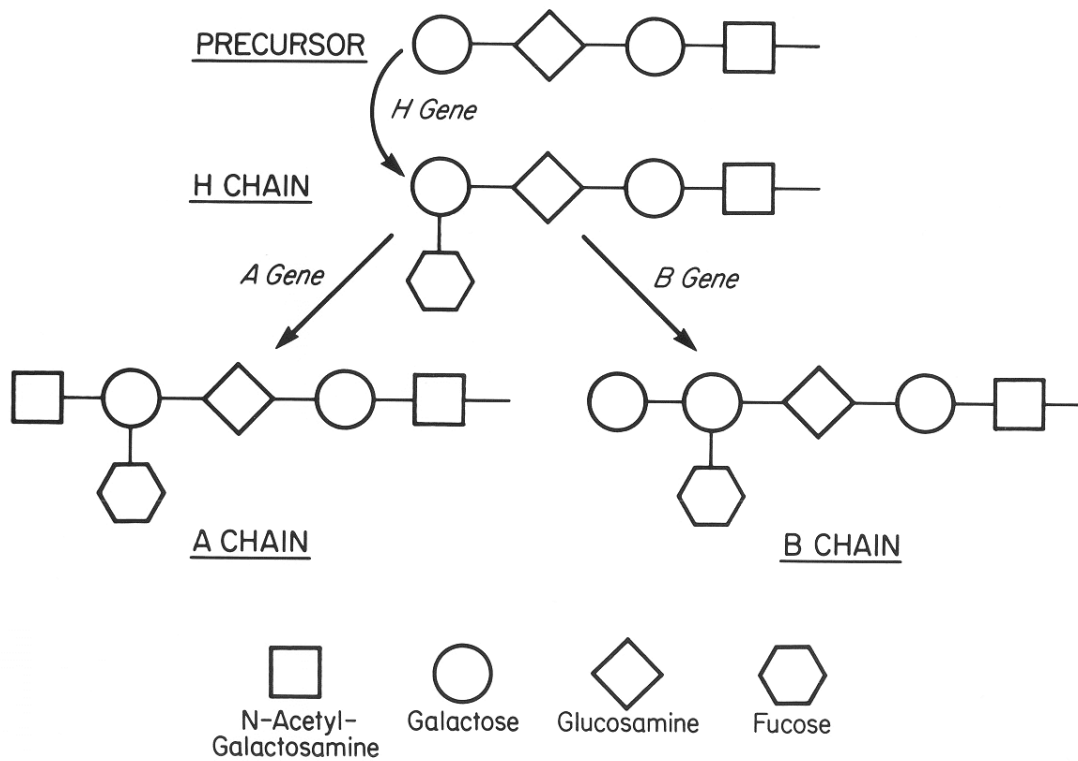 PRECURSOR
H Gene
H CHAIN
A Gene
B Gene
A CHAIN
B CHAIN
N-Acetyl-
Galactosamine
Galactose
Glucosamine
Fucose